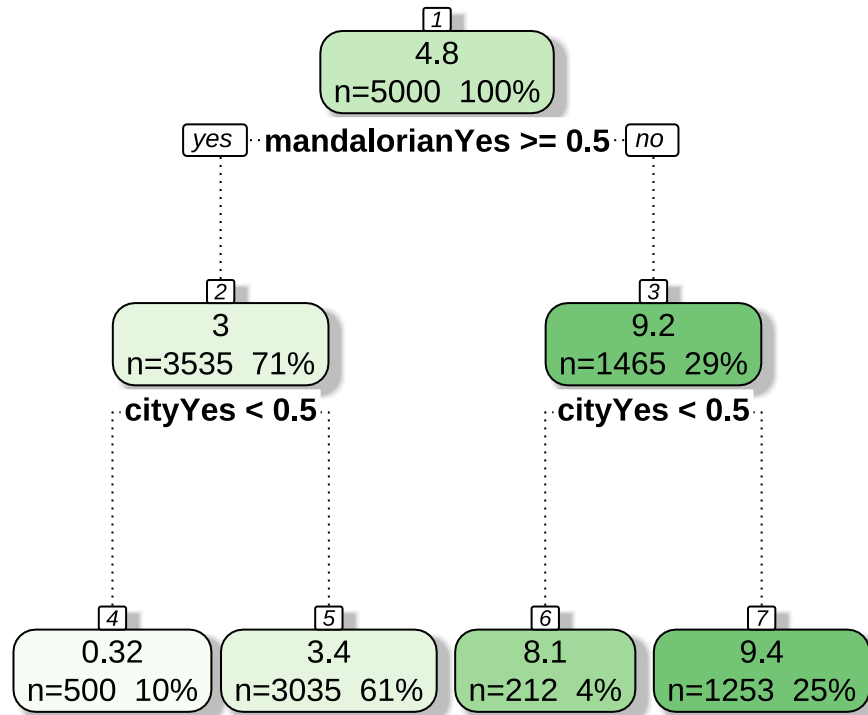 1
4.8
n=5000 100%
yes mandalorianYes >= 0.5 no
2
3
n=3535 71%
3
9.2
n=1465 29%
cityYes < 0.5
cityYes < 0.5
4
0.32
n=500 10%
5
3.4
n=3035 61%
6
8.1
n=212 4%
7
9.4
n=1253 25%